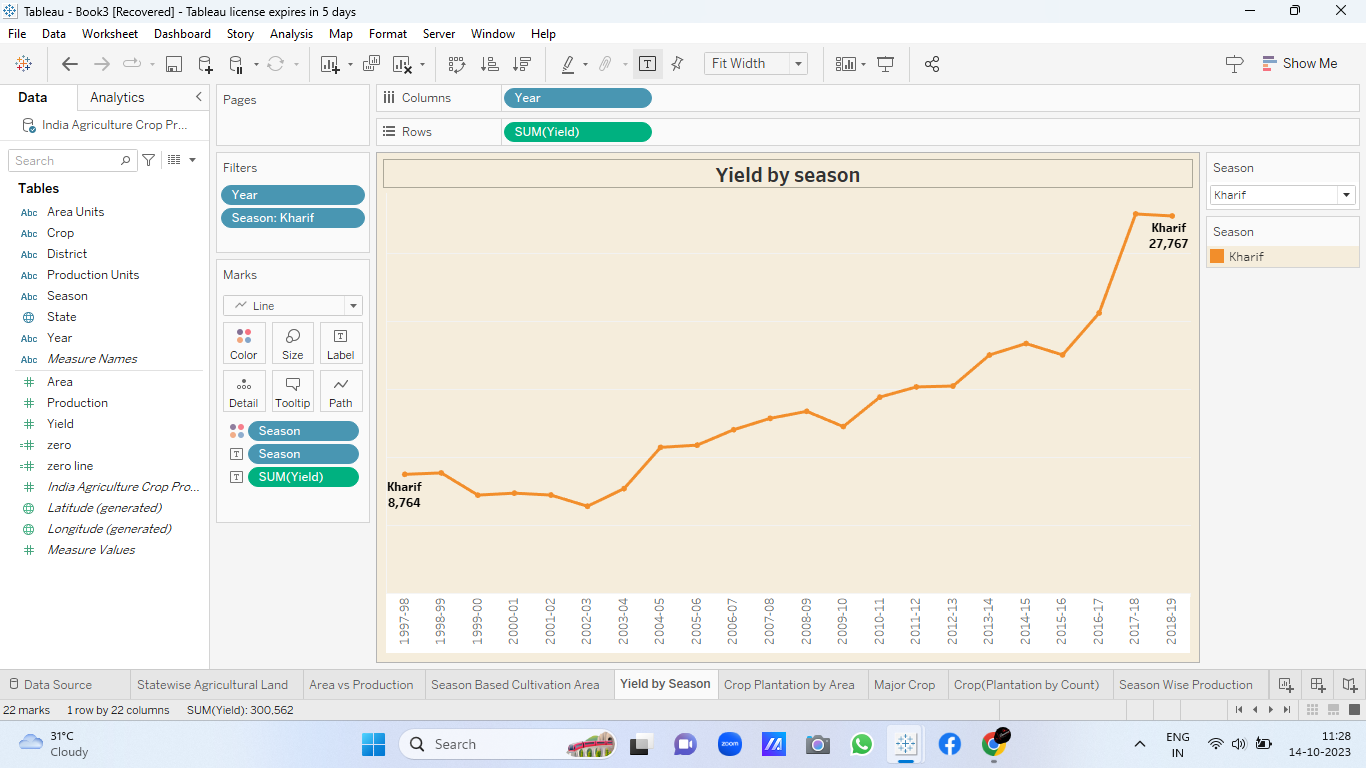 Tableau - Book3 [Recovered] - Tableau license expires in 5 days
File Data Worksheet Dashboard Story Analysis Map Format Server Window Help
Fit Width
Show Me
Data Analytics
India Agriculture Crop Pr...
Search
Tables
Abc Area Units
Abc Crop
Abc District
Abc Production Units
Abc Season
State
Abc Year
Abc Measure Names
Area
Production
Yield
zero
zero line
India Agriculture Crop Pro...
Latitude (generated)
Longitude (generated)
Measure Values
Pages
Filters
Year
Season: Kharif
Marks
Line
Color Size Label
Detail Tooltip Path
Season
Season
SUM(Yield)
Columns Year
Rows SUM(Yield)
Yield by season
Kharif
27,767
Kharif
8,764
1997-98 1998-99 1999-00 2000-01 2001-02 2002-03 2003-04 2004-05 2005-06 2006-07 2007-08 2008-09 2009-10 2010-11 2011-12 2012-13 2013-14 2014-15 2015-16 2016-17 2017-18 2018-19
Season
Kharif
Season
Kharif
Data Source Statewise Agricultural Land Area vs Production Season Based Cultivation Area Yield by Season Crop Plantation by Area Major Crop Crop(Plantation by Count) Season Wise Production
22 marks 1 row by 22 columns SUM(Yield): 300,562
31°C
Cloudy
Search
zoom
ENG
IN
11:28
14-10-2023